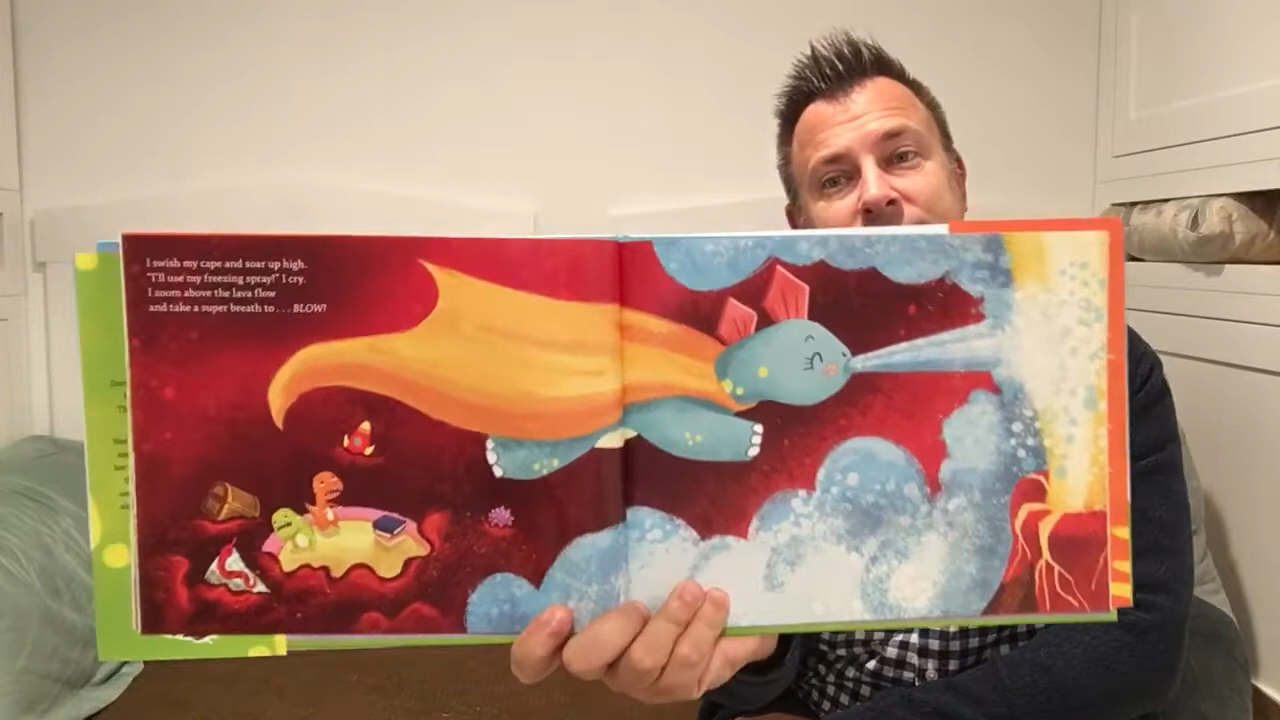 I swish my cape and soar up high.
"I'll use my freezing spray!" I cry.
I zoom above the lava flow
and take a super breath to . . . BLOW!